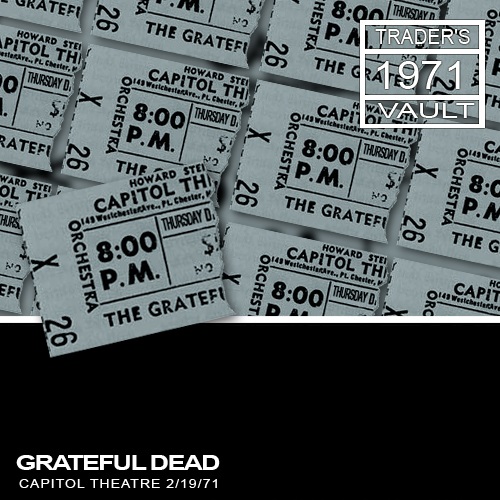 TRADER'S
1971
VAULT
HOWARD STE
CAPITOL TH
149 Westchester Ave., Pt. Chester,
THURSDAY D
8:00
P.M.
ORCHESTRA
X
26
THE GRATEFU
GRATEFUL DEAD
CAPITOL THEATRE 2/19/71